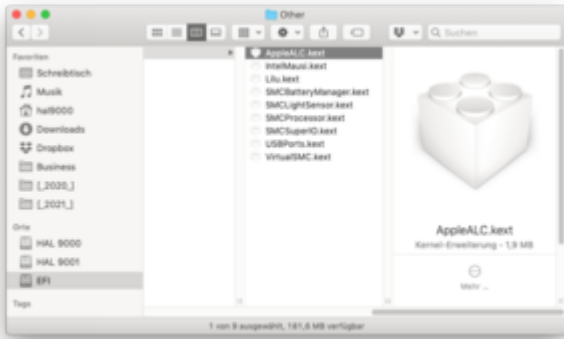 Other
Suchen
Favoriten
Schreibtisch
Musik
hal9000
Downloads
Dropbox
Business
[_2020_]
[_2021_]
Orte
HAL 9000
HAL 9001
EFI
Tags
AppleALC.kext
IntelMausi.kext
Lilu.kext
SMCBatteryManager.kext
SMCLightSensor.kext
SMCProcessor.kext
SMCSuperIO.kext
USBPorts.kext
VirtualSMC.kext
AppleALC.kext
Kernel-Erweiterung - 1,9 MB
Mehr ...
1 von 9 ausgewählt, 181,6 MB verfügbar